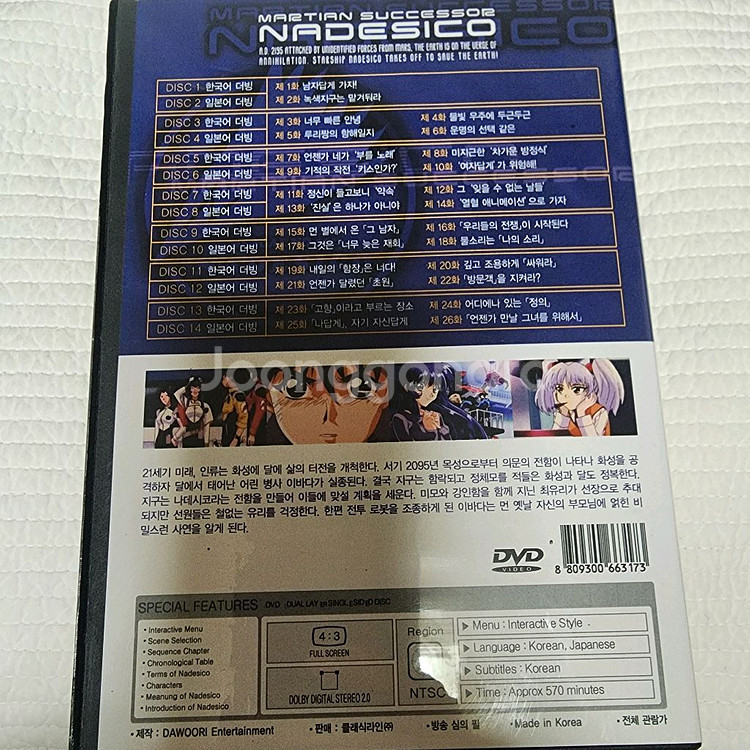 MARTIAN SUCCESSOR
NADESICO
A.D. 2195 ATTACKED BY UNIDENTIFIED FORCES FROM MARS, THE EARTH IS ON THE VERGE OF
ANNIHILATION. STARSHIP NADESICO TAKES OFF TO SAVE THE EARTH!
DISC 1 한국어 더빙 제 1화 남자답게 가자!
DISC 2 일본어 더빙 제 2화 녹색지구는 맡겨둬라
DISC 3 한국어 더빙 제 3화 너무 빠른 안녕 제 4화 물빛 우주에 두근두근
DISC 4 일본어 더빙 제 5화 루리짱의 항해일지 제 6화 운명의 선택 같은
DISC 5 한국어 더빙 제 7화 언젠가 네가 '부를 노래' 제 8화 미지근한 '차가운 방정식'
DISC 6 일본어 더빙 제 9화 기적의 작전 '키스인가?' 제 10화 '여자답게'가 위험해!
DISC 7 한국어 더빙 제 11화 정신이 들고보니 '약속' 제 12화 그 '잊을 수 없는 날들'
DISC 8 일본어 더빙 제 13화 '진실'은 하나가 아니야 제 14화 '열혈 애니메이션'으로 가자
DISC 9 한국어 더빙 제 15화 먼 별에서 온「그 남자」 제 16화「우리들의 전쟁」이 시작된다
DISC 10 일본어 더빙 제 17화 그것은「너무 늦은 재회」 제 18화 물소리는「나의 소리」
DISC 11 한국어 더빙 제 19화 내일의「함장」은 너다! 제 20화 깊고 조용하게「싸워라」
DISC 12 일본어 더빙 제 21화 언젠가 달렸던「초원」 제 22화「방문객」을 지켜라?
DISC 13 한국어 더빙 제 23화「고향」이라고 부르는 장소 제 24화 어디에나 있는「정의」
DISC 14 일본어 더빙 제 25화「나답게」, 자기 자신답게 제 26화「언젠가 만날 그녀를 위해서」
Joonggonara
21세기 미래, 인류는 화성에 달에 삶의 터전을 개척한다. 서기 2095년 목성으로부터 의문의 전함이 나타나 화성을 공
격하자 달에서 태어난 어린 병사 이바다가 실종된다. 결국 지구는 함락되고 정체모를 적들은 화성과 달도 정복한다.
지구는 나데시코라는 전함을 만들어 이들에 맞설 계획을 세운다. 미모와 강인함을 함께 지닌 최유리가 선장으로 추대
되지만 선원들은 철없는 유리를 걱정한다. 한편 전투 로봇을 조종하게 된 이바다는 먼 옛날 자신의 부모님에 얽힌 비
밀스런 사연을 알게 된다.
DVD
VIDEO
8 809300 663173
SPECIAL FEATURES DVD : DUAL LAYER SINGLE SIDED DISC
• Interactive Menu
• Scene Selection
• Sequence Chapter
• Chronological Table
• Terms of Nadesico
• Characters
• Meanung of Nadesico
• Introduction of Nadesico
4:3
FULL SCREEN
DOLBY DIGITAL STEREO 2.0
Region
NTSC
▶ Menu : Interactive Style
▶ Language : Korean, Japanese
▶ Subtitles : Korean
▶ Time : Approx 570 minutes
• 제작 : DAWOORI Entertainment • 판매 : 클래식라인㈜ • 방송 심의 필 • Made in Korea • 전체 관람가